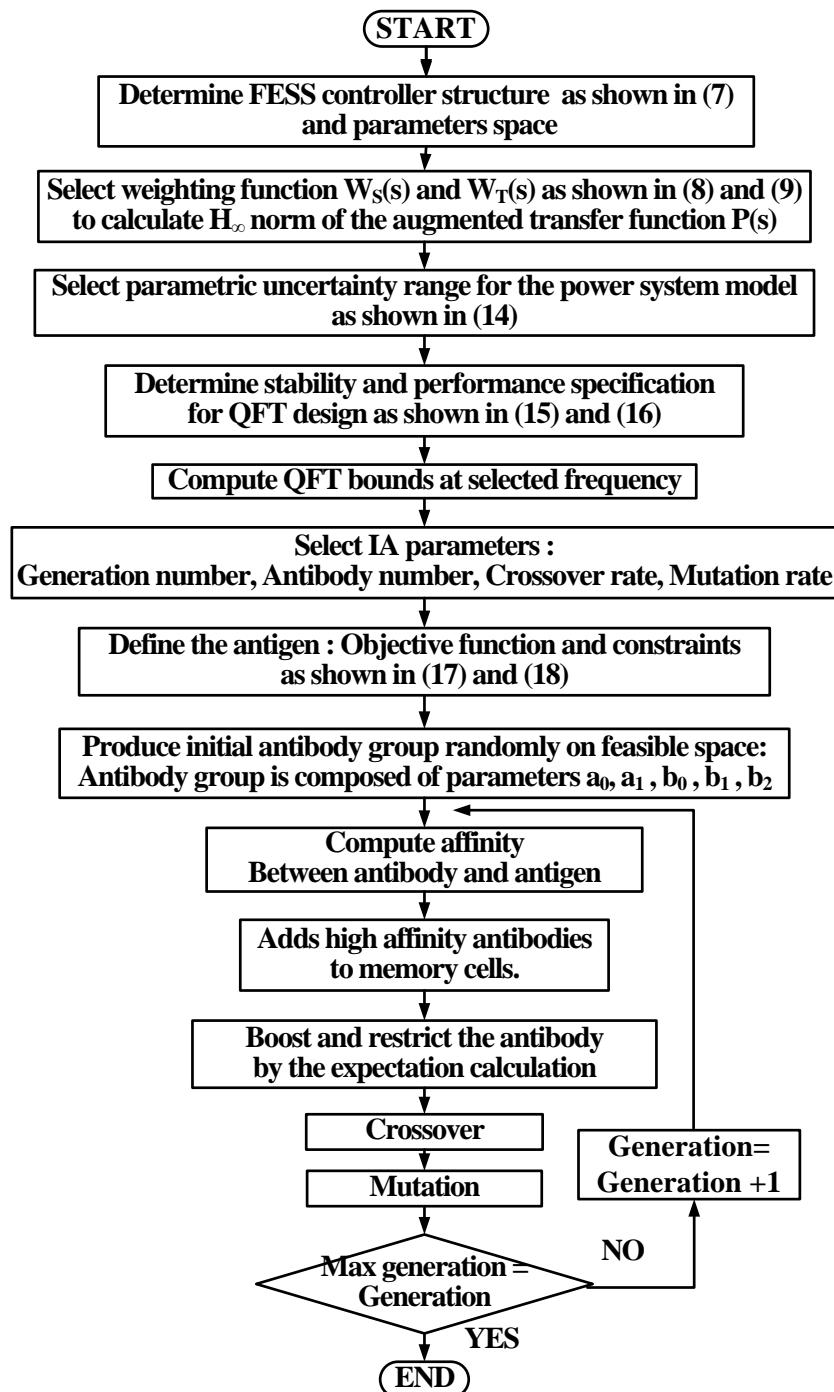 START
Determine FESS controller structure as shown in (7)
and parameters space
Select weighting function W_S(s) and W_T(s) as shown in (8) and (9)
to calculate H_∞ norm of the augmented transfer function P(s)
Select parametric uncertainty range for the power system model
as shown in (14)
Determine stability and performance specification
for QFT design as shown in (15) and (16)
Compute QFT bounds at selected frequency
Select IA parameters :
Generation number, Antibody number, Crossover rate, Mutation rate
Define the antigen : Objective function and constraints
as shown in (17) and (18)
Produce initial antibody group randomly on feasible space:
Antibody group is composed of parameters a₀, a₁ , b₀ , b₁ , b₂
Compute affinity
Between antibody and antigen
Adds high affinity antibodies
to memory cells.
Boost and restrict the antibody
by the expectation calculation
Crossover
Mutation
Generation=
Generation +1
Max generation =
Generation
NO
YES
END